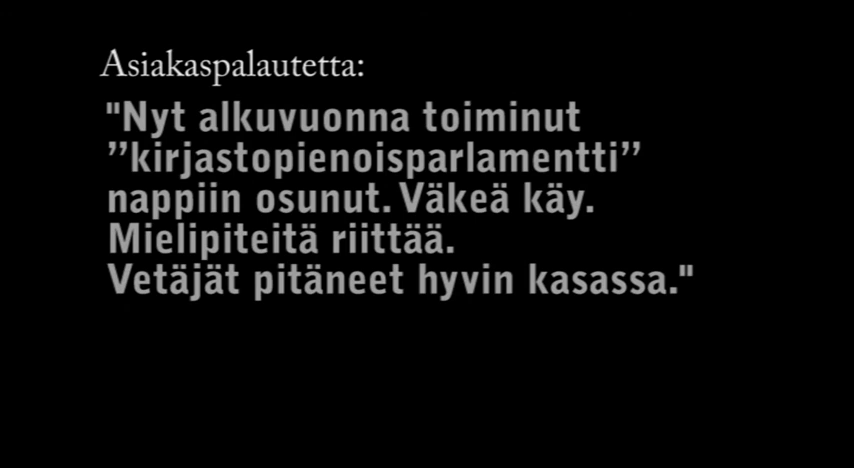 Asiakaspalautetta:
"Nyt alkuvuonna toiminut
”kirjastopienoisparlamentti”
nappiin osunut. Väkeä käy.
Mielipiteitä riittää.
Vetäjät pitäneet hyvin kasassa."